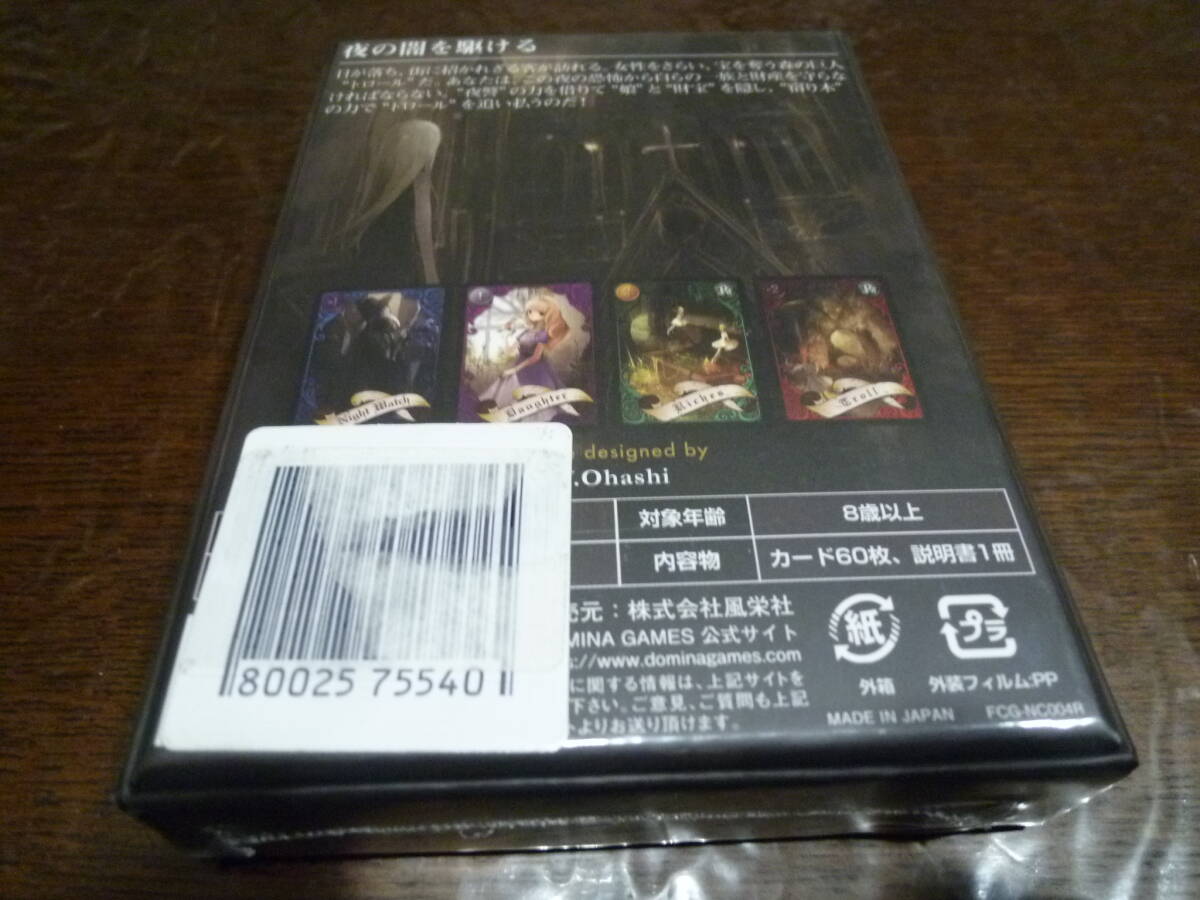 夜の闇を駆ける
日が落ち、街に招かれざる客が訪れる。女性をさらい、宝を奪う森の巨人
"トロール"だ。あなたは、この夜の恐怖から自らの一族と財産を守らな
ければならない。"夜警"の力を借りて"娘"と"財宝"を隠し、"宿り木"
の力で"トロール"を追い払うのだ！
Night Watch
Daughter
Riches
Troll
designed by
.Ohashi
対象年齢 8歳以上
内容物 カード60枚、説明書1冊
売元：株式会社風栄社
MINA GAMES 公式サイト
://www.dominagames.com
に関する情報は、上記サイトを
下さい。ご意見、ご質問も上記
よりお送り頂けます。
紙
外箱
プラ
外装フィルム:PP
MADE IN JAPAN FCG-NC004R
80025 75540